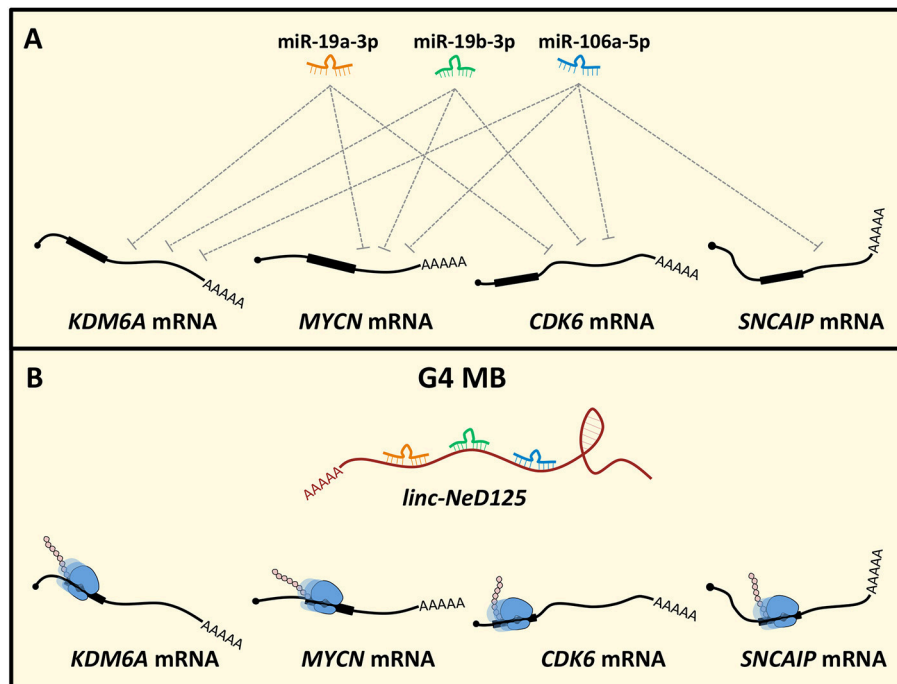 A
miR-19a-3p miR-19b-3p miR-106a-5p
AAAAA AAAAA AAAAA AAAAA
KDM6A mRNA MYCN mRNA CDK6 mRNA SNCAIP mRNA
B G4 MB
AAAAA
linc-NeD125
AAAAA AAAAA AAAAA AAAAA
KDM6A mRNA MYCN mRNA CDK6 mRNA SNCAIP mRNA